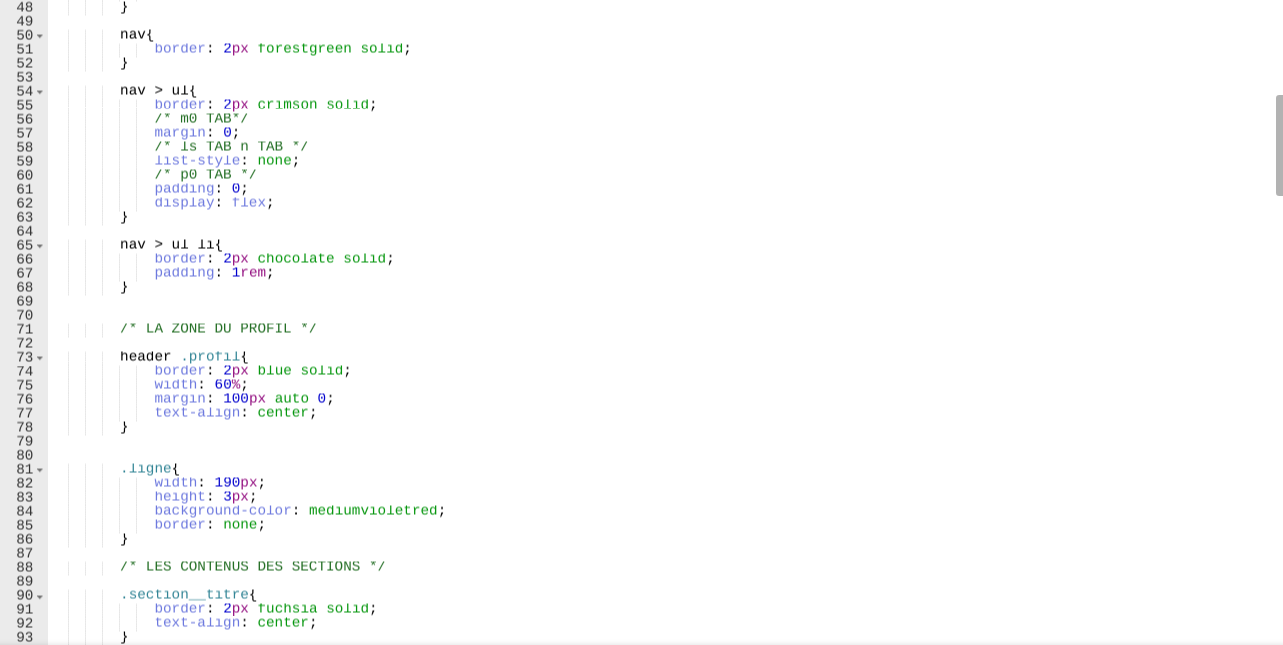 48 }
49
50 nav{
51 border: 2px forestgreen solid;
52 }
53
54 nav > ul{
55 border: 2px crimson solid;
56 /* m0 TAB*/
57 margin: 0;
58 /* ls TAB n TAB */
59 list-style: none;
60 /* p0 TAB */
61 padding: 0;
62 display: flex;
63 }
64
65 nav > ul li{
66 border: 2px chocolate solid;
67 padding: 1rem;
68 }
69
70
71 /* LA ZONE DU PROFIL */
72
73 header .profil{
74 border: 2px blue solid;
75 width: 60%;
76 margin: 100px auto 0;
77 text-align: center;
78 }
79
80
81 .ligne{
82 width: 190px;
83 height: 3px;
84 background-color: mediumvioletred;
85 border: none;
86 }
87
88 /* LES CONTENUS DES SECTIONS */
89
90 .section__titre{
91 border: 2px fuchsia solid;
92 text-align: center;
93 }